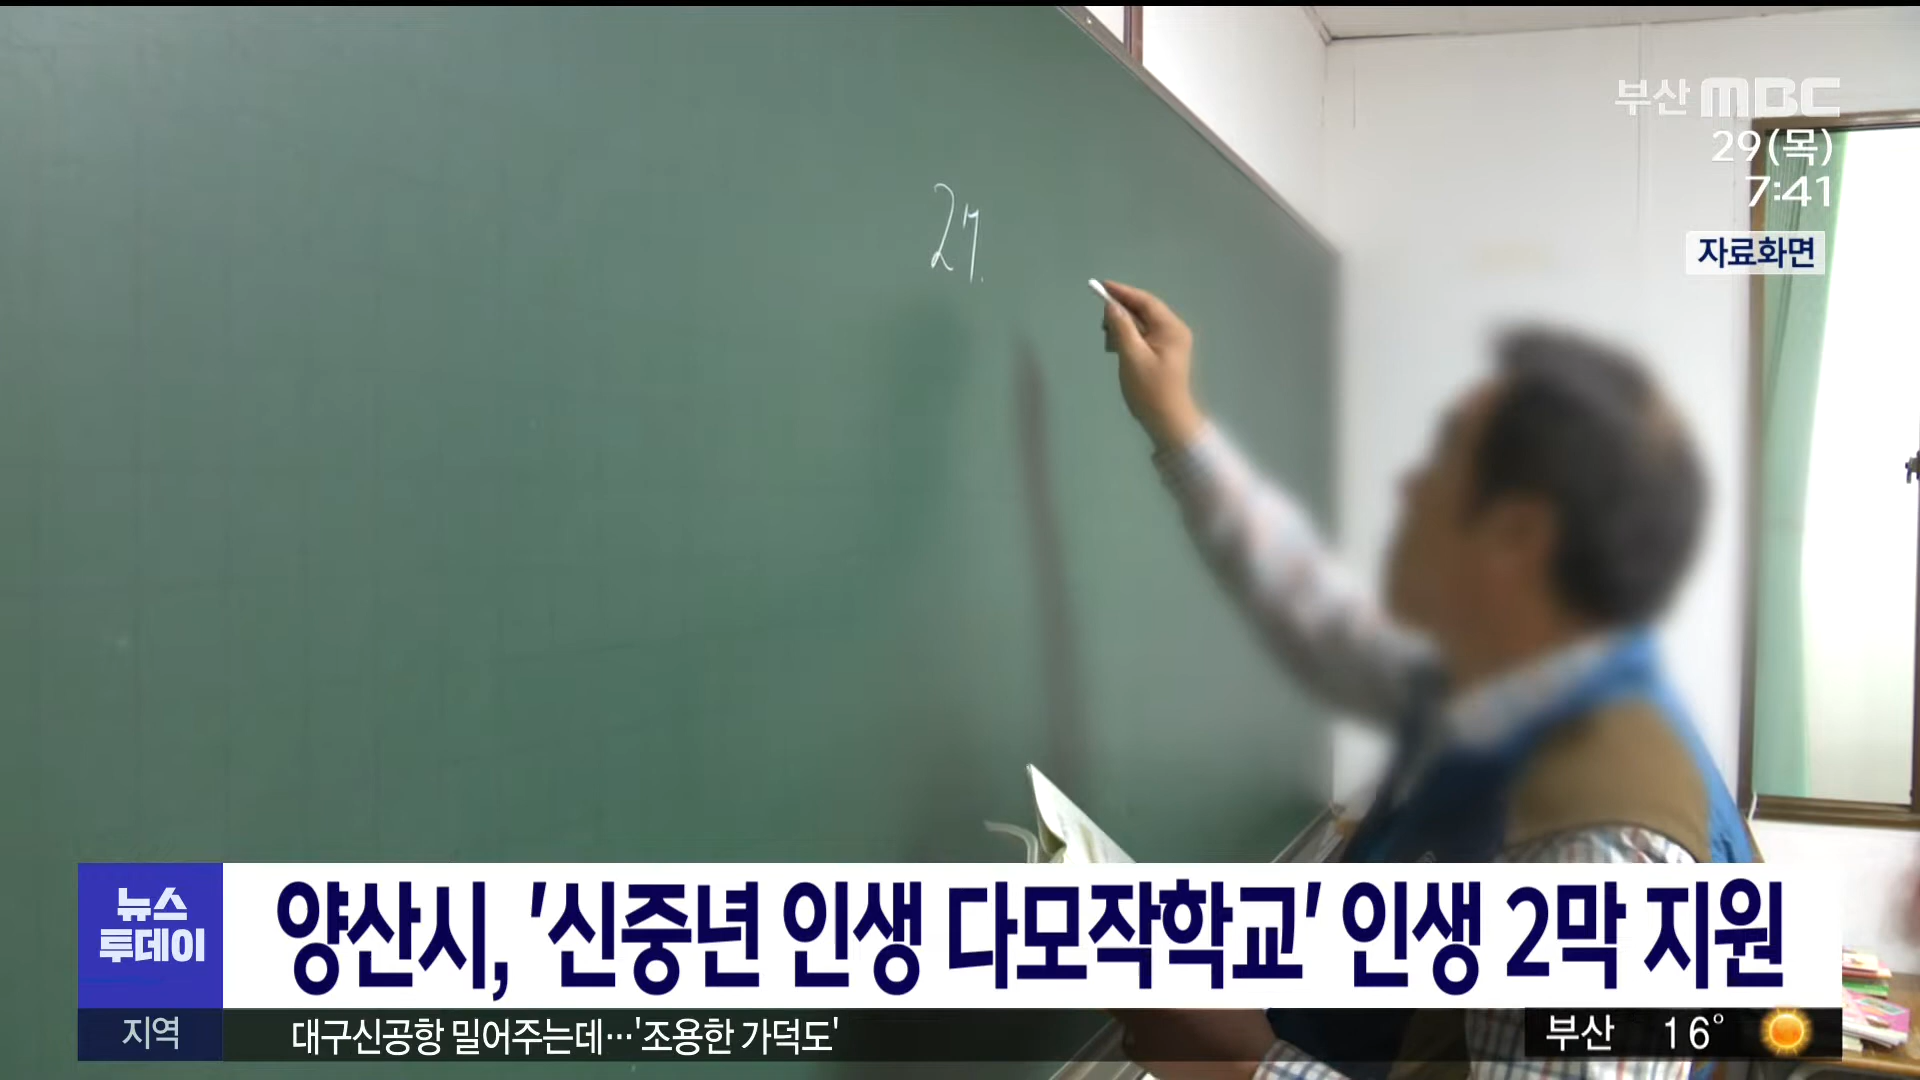 부산 MBC
29(목)
7:41
자료화면
27.
뉴스
투데이
양산시, '신중년 인생 다모작학교' 인생 2막 지원
지역
대구신공항 밀어주는데…'조용한 가덕도'
부산 16°